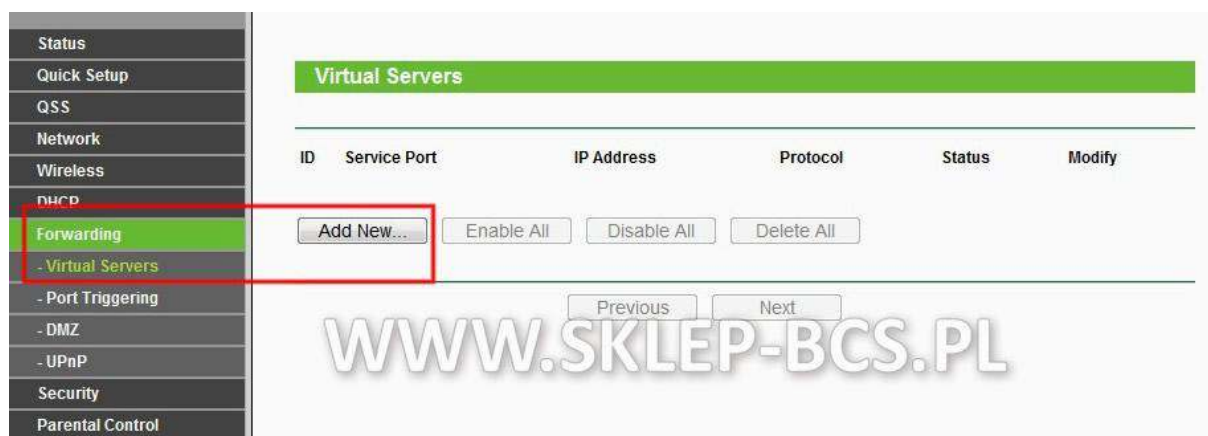 Status
Quick Setup
QSS
Network
Wireless
DHCP
Forwarding
- Virtual Servers
- Port Triggering
- DMZ
- UPnP
Security
Parental Control
Virtual Servers
ID Service Port IP Address Protocol Status Modify
Add New... Enable All Disable All Delete All
Previous Next
WWW.SKLEP-BCS.PL